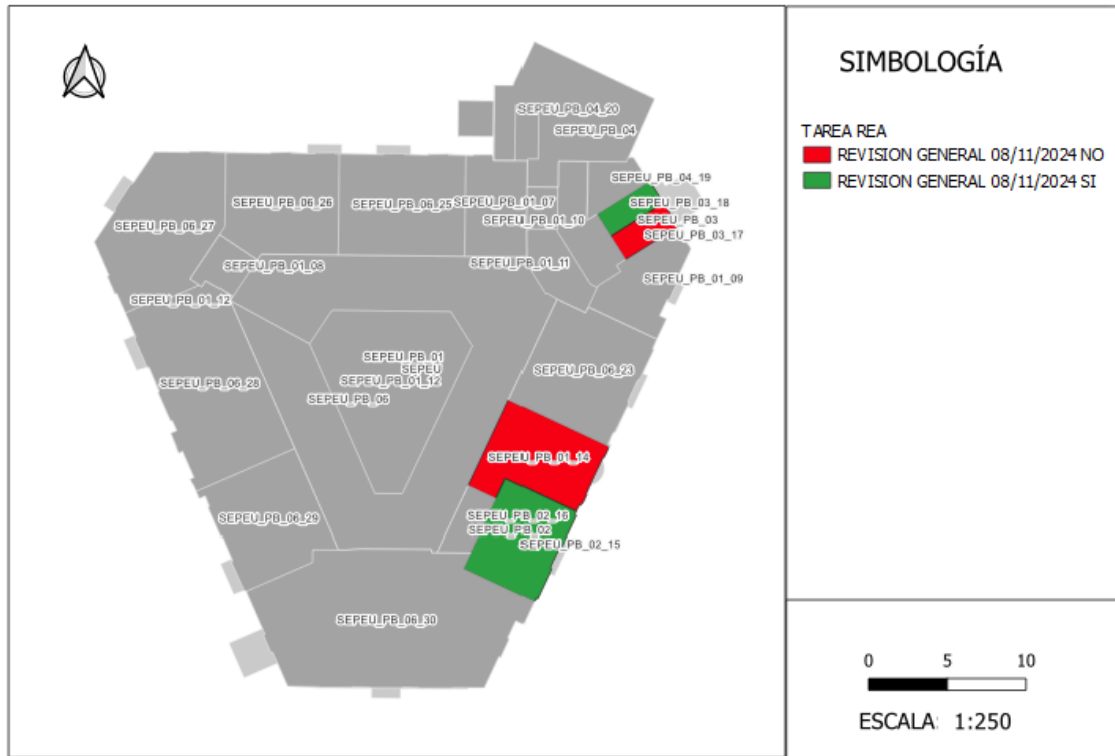 SEPEU_PB_04_20
SEPEU_PB_04
SEPEU_PB_04_19
SEPEU_PB_03_18
SEPEU_PB_03
SEPEU_PB_03_17
SEPEU_PB_06_26
SEPEU_PB_06_25
SEPEU_PB_01_07
SEPEU_PB_01_10
SEPEU_PB_06_27
SEPEU_PB_01_08
SEPEU_PB_01_11
SEPEU_PB_01_09
SEPEU_PB_01_12
SEPEU_PB_01
SEPEU
SEPEU_PB_01_12
SEPEU_PB_05
SEPEU_PB_06_23
SEPEU_PB_06_28
SEPEU_PB_01_14
SEPEU_PB_02_16
SEPEU_PB_02
SEPEU_PB_02_15
SEPEU_PB_06_29
SEPEU_PB_06_30
SIMBOLOGÍA
TAREA REA
REVISION GENERAL 08/11/2024 NO
REVISION GENERAL 08/11/2024 SI
0 5 10
ESCALA: 1:250